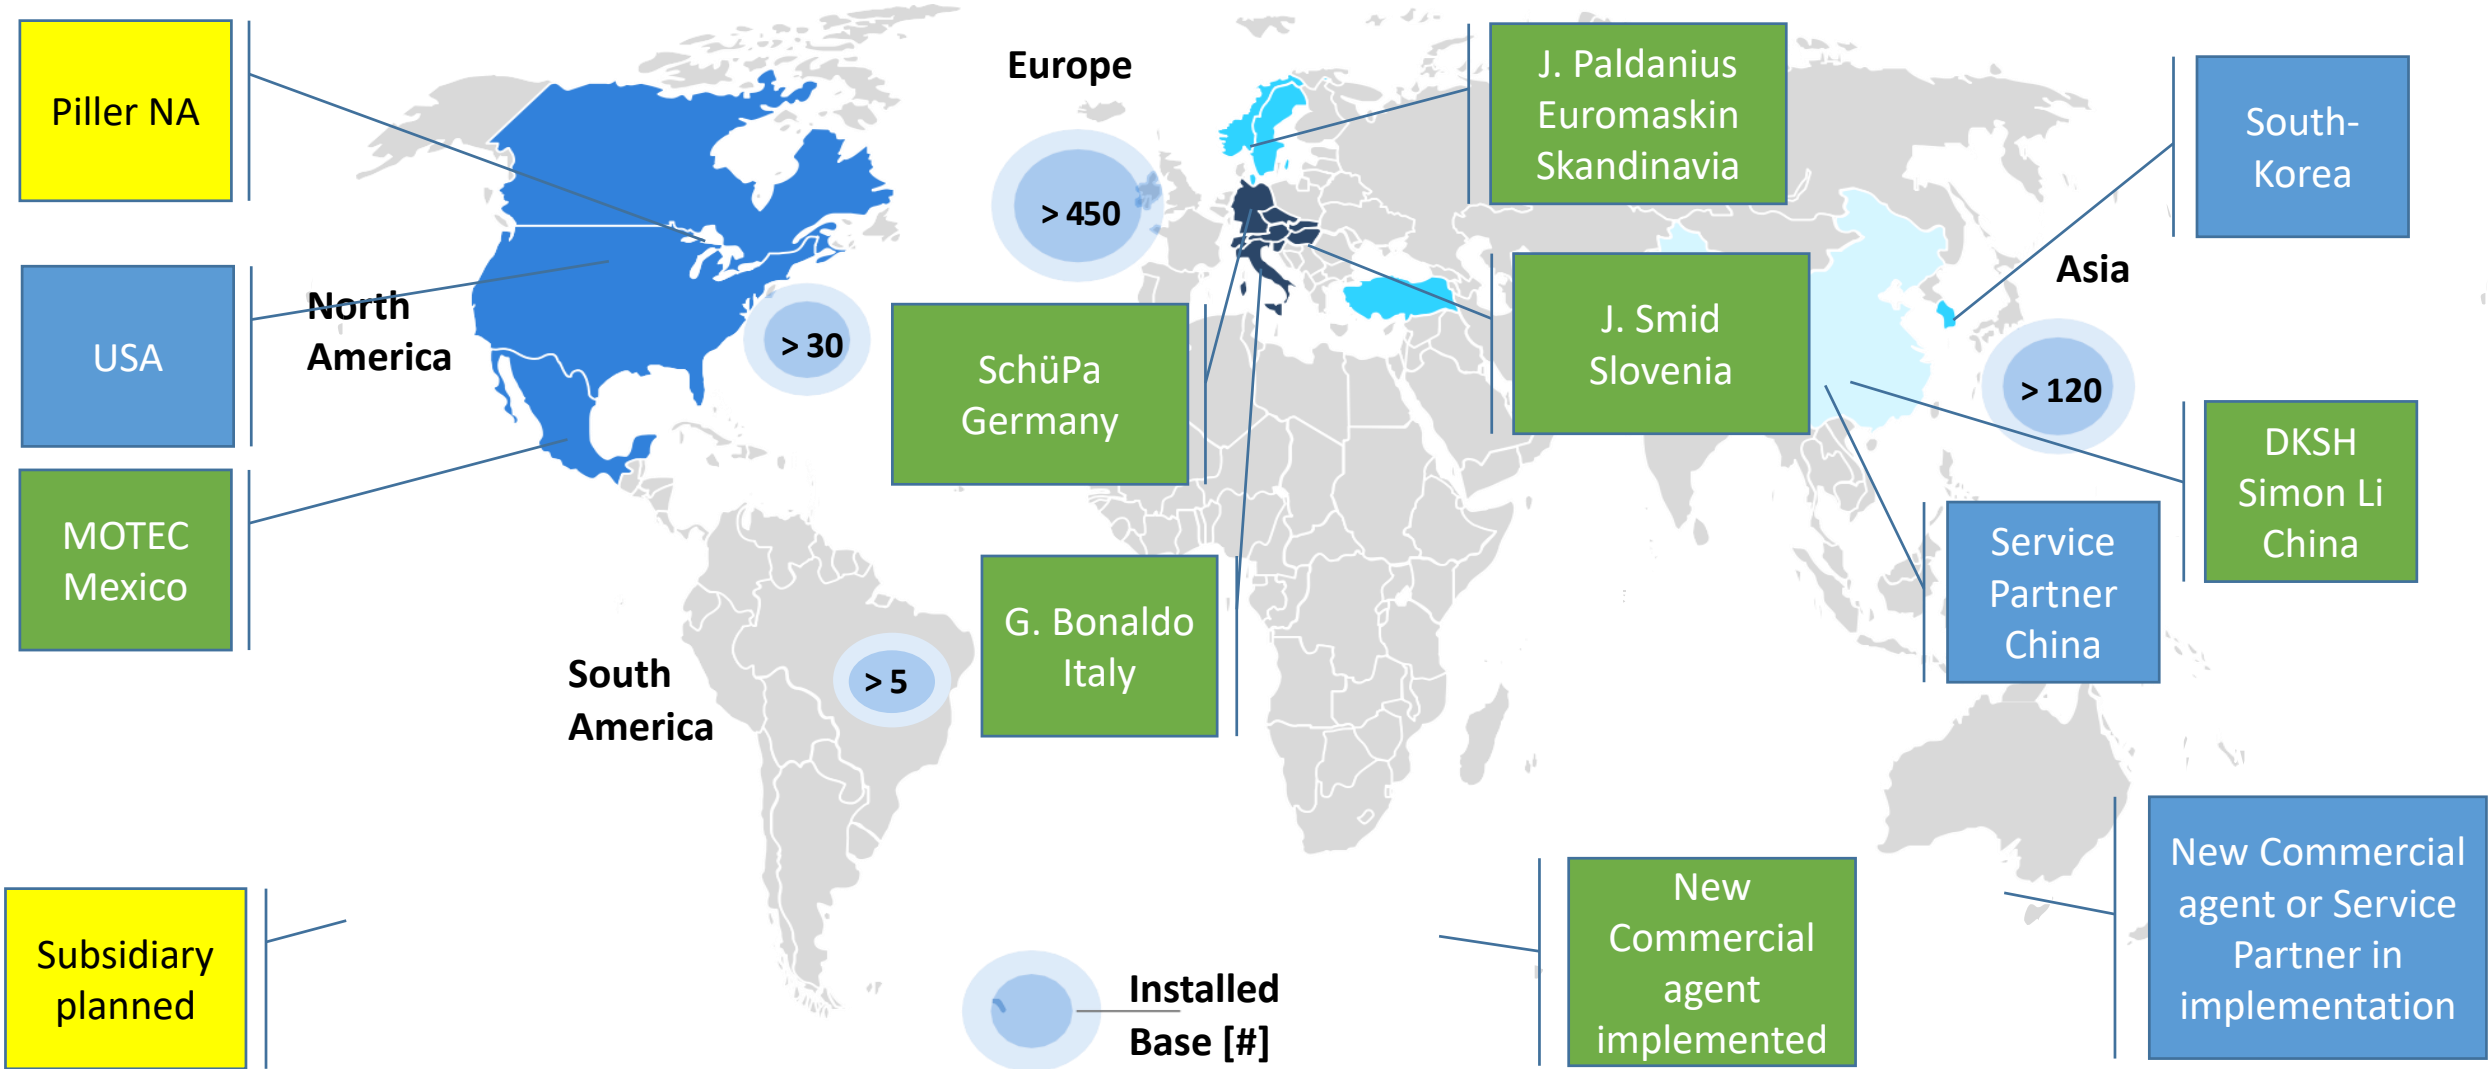 Piller NA
USA
North
America
MOTEC
Mexico
> 30
Europe
> 450
J. Paldanius
Euromaskin
Skandinavia
SchüPa
Germany
J. Smid
Slovenia
G. Bonaldo
Italy
South-
Korea
Asia
> 120
DKSH
Simon Li
China
Service
Partner
China
South
America
> 5
Subsidiary
planned
Installed
Base [#]
New
Commercial
agent
implemented
New Commercial
agent or Service
Partner in
implementation